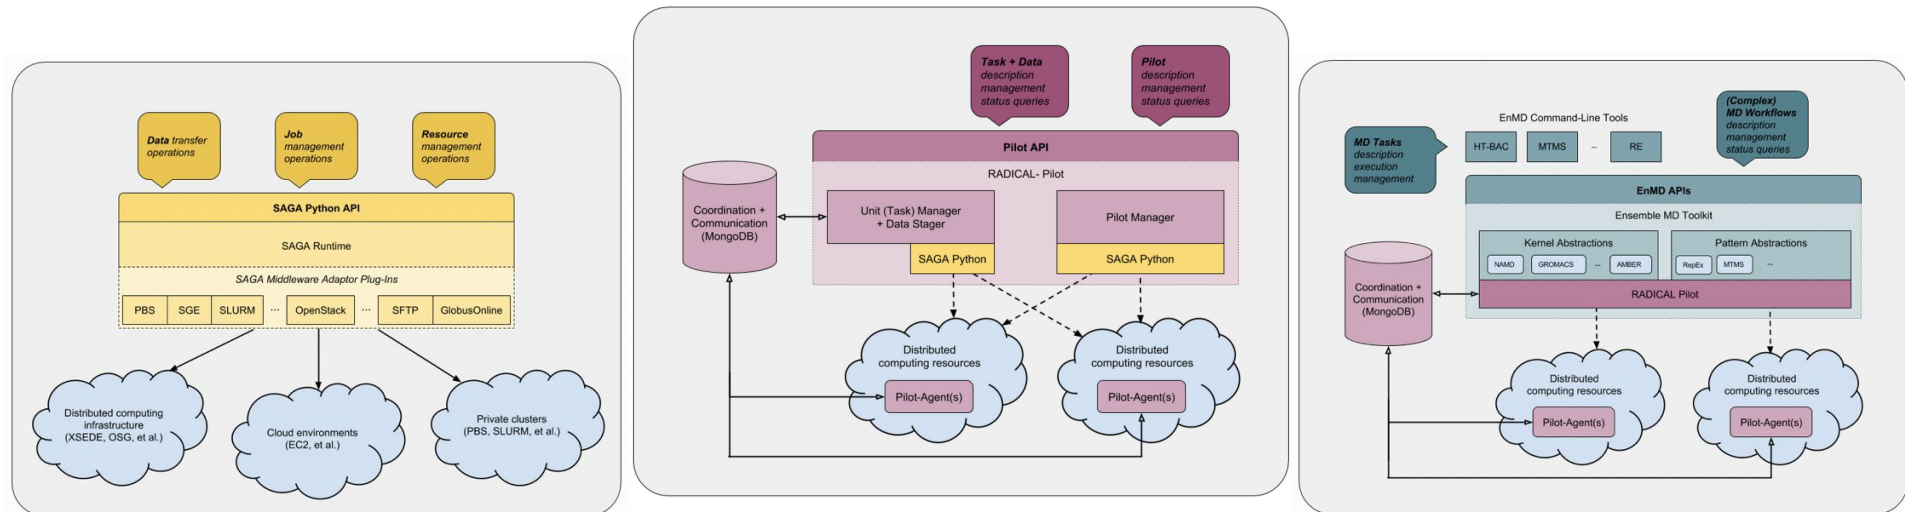 Data transfer
operations
Job
management
operations
Resource
management
operations
SAGA Python API
SAGA Runtime
SAGA Middleware Adaptor Plug-Ins
PBS
SGE
SLURM
...
OpenStack
...
SFTP
GlobusOnline
Distributed computing
infrastructure
(XSEDE, OSG, et al.)
Cloud environments
(EC2, et al.)
Private clusters
(PBS, SLURM, et al.)
Task + Data
description
management
status queries
Pilot
description
management
status queries
Pilot API
RADICAL- Pilot
Coordination +
Communication
(MongoDB)
Unit (Task) Manager
+ Data Stager
Pilot Manager
SAGA Python
SAGA Python
Distributed
computing resources
Pilot-Agent(s)
Distributed
computing resources
Pilot-Agent(s)
MD Tasks
description
execution
management
EnMD Command-Line Tools
HT-BAC
MTMS
...
RE
(Complex)
MD Workflows
description
management
status queries
EnMD APIs
Ensemble MD Toolkit
Kernel Abstractions
NAMD
GROMACS
...
AMBER
Pattern Abstractions
RepEx
MTMS
...
RADICAL Pilot
Coordination +
Communication
(MongoDB)
Distributed
computing resources
Pilot-Agent(s)
Distributed
computing resources
Pilot-Agent(s)